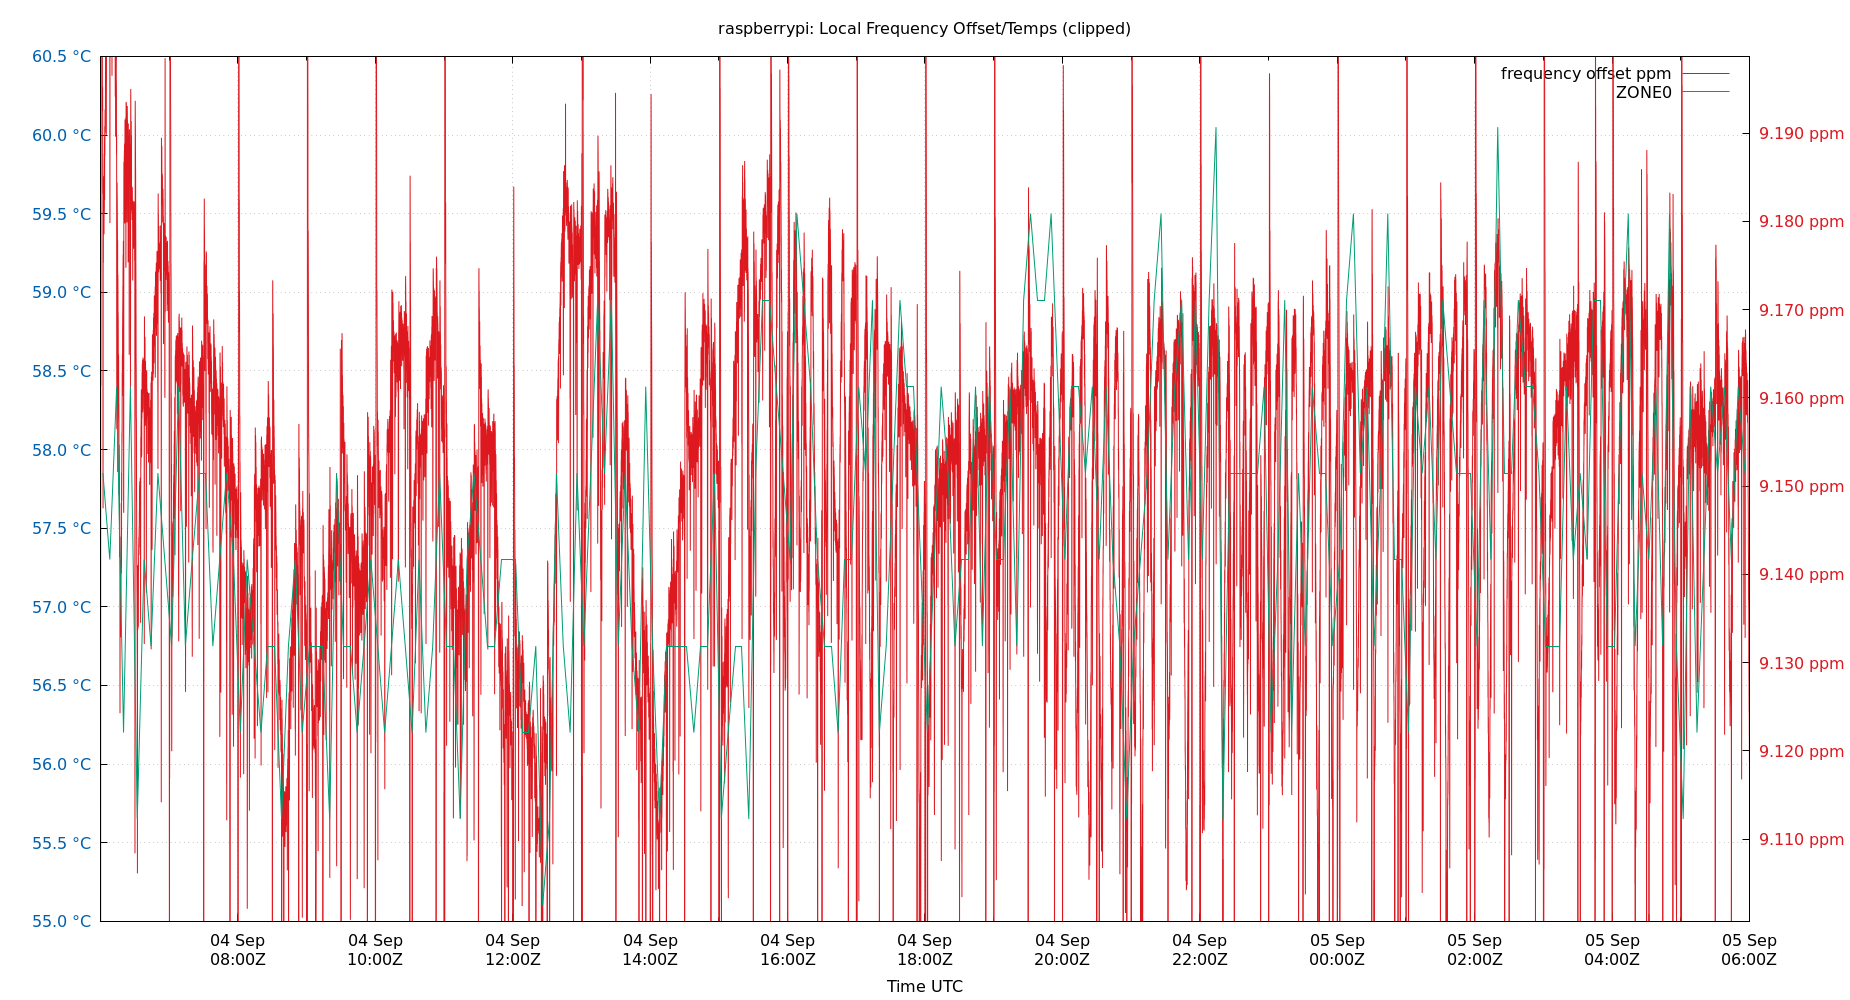 raspberrypi: Local Frequency Offset/Temps (clipped)
frequency offset ppm
ZONE0
60.5 °C
60.0 °C
59.5 °C
59.0 °C
58.5 °C
58.0 °C
57.5 °C
57.0 °C
56.5 °C
56.0 °C
55.5 °C
55.0 °C
9.190 ppm
9.180 ppm
9.170 ppm
9.160 ppm
9.150 ppm
9.140 ppm
9.130 ppm
9.120 ppm
9.110 ppm
04 Sep 04 Sep 04 Sep 04 Sep 04 Sep 04 Sep 04 Sep 04 Sep 05 Sep 05 Sep 05 Sep 05 Sep
08:00Z 10:00Z 12:00Z 14:00Z 16:00Z 18:00Z 20:00Z 22:00Z 00:00Z 02:00Z 04:00Z 06:00Z
Time UTC